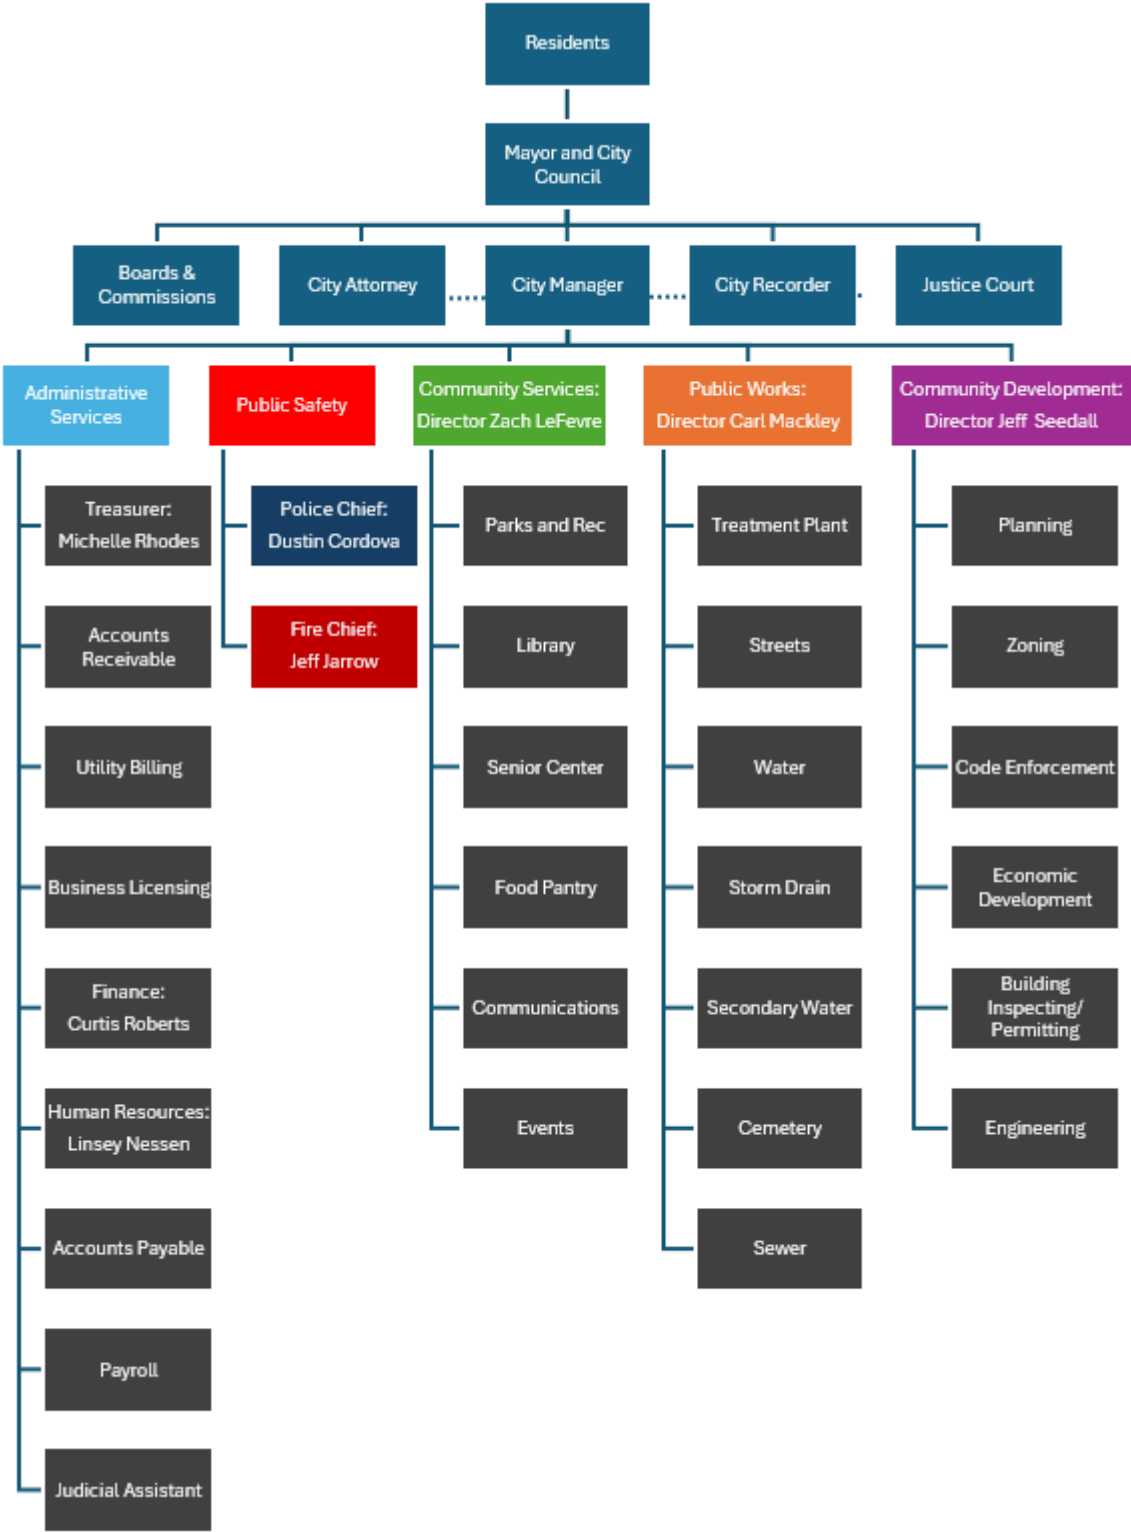 Residents
Mayor and City
Council
Boards &
Commissions
City Attorney
City Manager
City Recorder
Justice Court
Administrative
Services
Public Safety
Community Services:
Director Zach LeFevre
Public Works:
Director Carl Mackley
Community Development:
Director Jeff Seedall
Treasurer:
Michelle Rhodes
Accounts
Receivable
Utility Billing
Business Licensing
Finance:
Curtis Roberts
Human Resources:
Linsey Nessen
Accounts Payable
Payroll
Judicial Assistant
Police Chief:
Dustin Cordova
Fire Chief:
Jeff Jarrow
Parks and Rec
Library
Senior Center
Food Pantry
Communications
Events
Treatment Plant
Streets
Water
Storm Drain
Secondary Water
Cemetery
Sewer
Planning
Zoning
Code Enforcement
Economic
Development
Building
Inspecting/
Permitting
Engineering